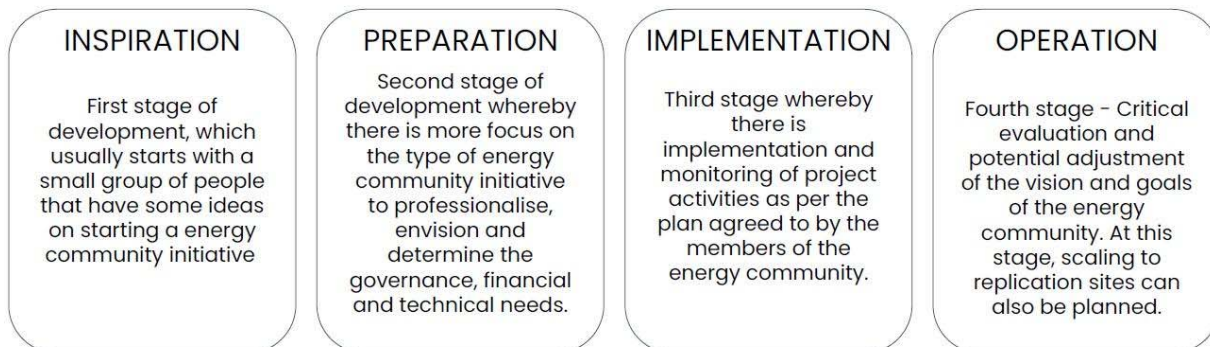 INSPIRATION
First stage of
development, which
usually starts with a
small group of people
that have some ideas
on starting a energy
community initiative
PREPARATION
Second stage of
development whereby
there is more focus on
the type of energy
community initiative
to professionalise,
envision and
determine the
governance, financial
and technical needs.
IMPLEMENTATION
Third stage whereby
there is
implementation and
monitoring of project
activities as per the
plan agreed to by the
members of the
energy community.
OPERATION
Fourth stage - Critical
evaluation and
potential adjustment
of the vision and goals
of the energy
community. At this
stage, scaling to
replication sites can
also be planned.